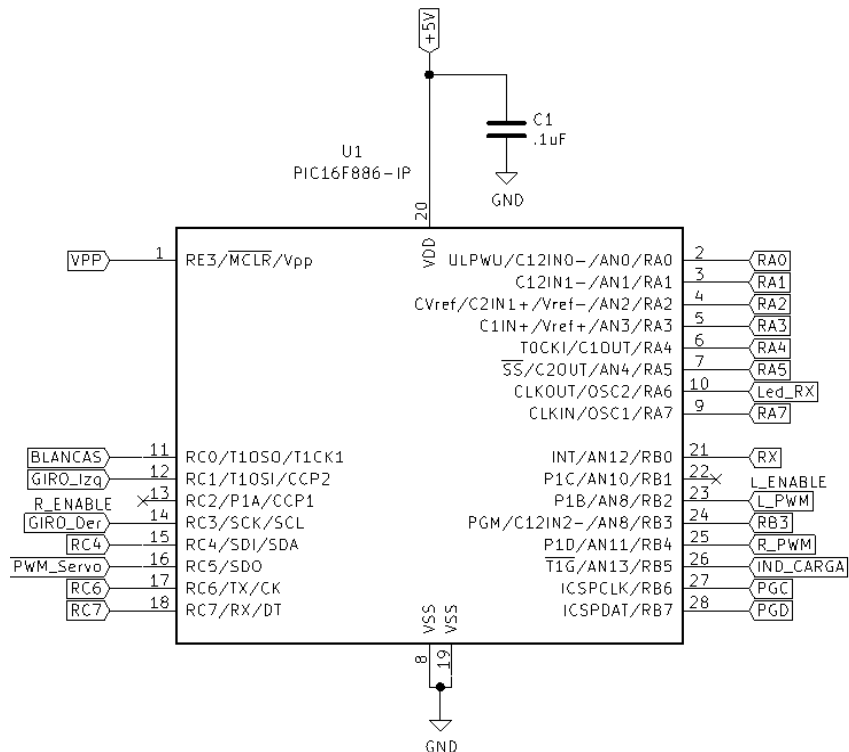 +5V
C1
.1uF
GND
U1
PIC16F886-IP
20
VDD
VPP 1 RE3/MCLR/Vpp
ULPWU/C12IN0-/AN0/RA0 2 RA0
C12IN1-/AN1/RA1 3 RA1
CVref/C2IN1+/Vref-/AN2/RA2 4 RA2
C1IN+/Vref+/AN3/RA3 5 RA3
T0CKI/C1OUT/RA4 6 RA4
SS/C2OUT/AN4/RA5 7 RA5
CLKOUT/OSC2/RA6 10 Led_RX
CLKIN/OSC1/RA7 9 RA7
BLANCAS 11 RC0/T1OSO/T1CK1
GIRO_Izq 12 RC1/T1OSI/CCP2
R_ENABLE 13 RC2/P1A/CCP1
GIRO_Der 14 RC3/SCK/SCL
RC4 15 RC4/SDI/SDA
PWM_Servo 16 RC5/SDO
RC6 17 RC6/TX/CK
RC7 18 RC7/RX/DT
INT/AN12/RB0 21 RX
P1C/AN10/RB1 22 L_ENABLE
P1B/AN8/RB2 23 L_PWM
PGM/C12IN2-/AN8/RB3 24 RB3
P1D/AN11/RB4 25 R_PWM
T1G/AN13/RB5 26 IND_CARGA
ICSPCLK/RB6 27 PGC
ICSPDAT/RB7 28 PGD
VSS VSS
8 19
GND